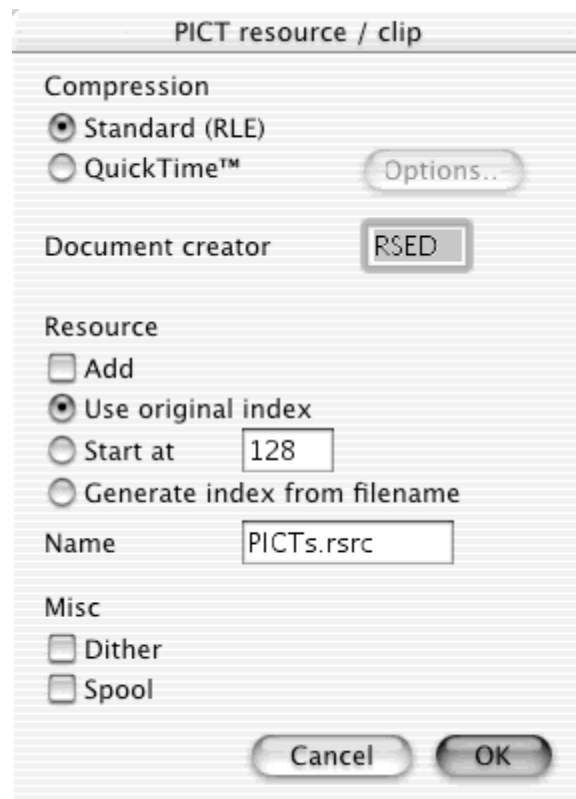 PICT resource / clip
Compression
Standard (RLE)
QuickTime™
Options..
Document creator
RSED
Resource
Add
Use original index
Start at
128
Generate index from filename
Name
PICTs.rsrc
Misc
Dither
Spool
Cancel
OK